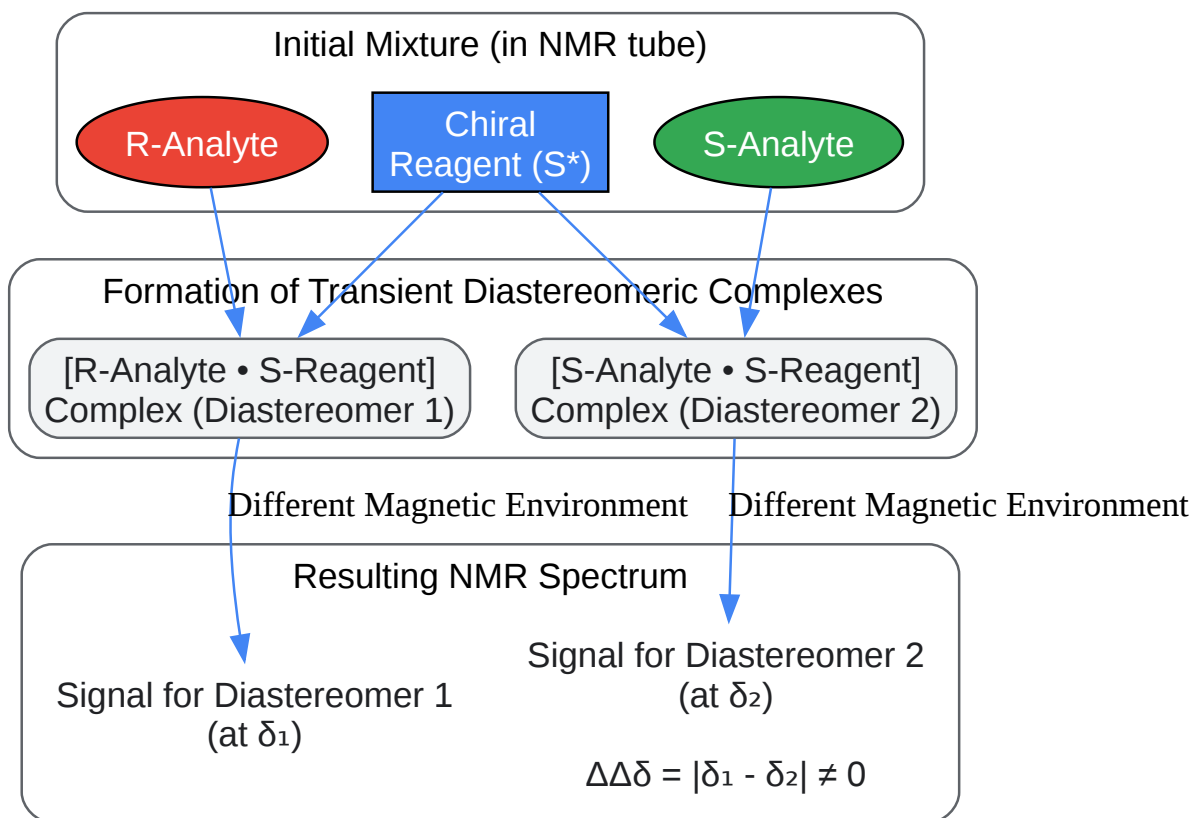 Initial Mixture (in NMR tube)
R-Analyte
Chiral
Reagent (S*)
S-Analyte
Formation of Transient Diastereomeric Complexes
[R-Analyte • S-Reagent]
Complex (Diastereomer 1)
[S-Analyte • S-Reagent]
Complex (Diastereomer 2)
Different Magnetic Environment
Different Magnetic Environment
Resulting NMR Spectrum
Signal for Diastereomer 1
(at δ₁)
Signal for Diastereomer 2
(at δ₂)
ΔΔδ = |δ₁ - δ₂| ≠ 0